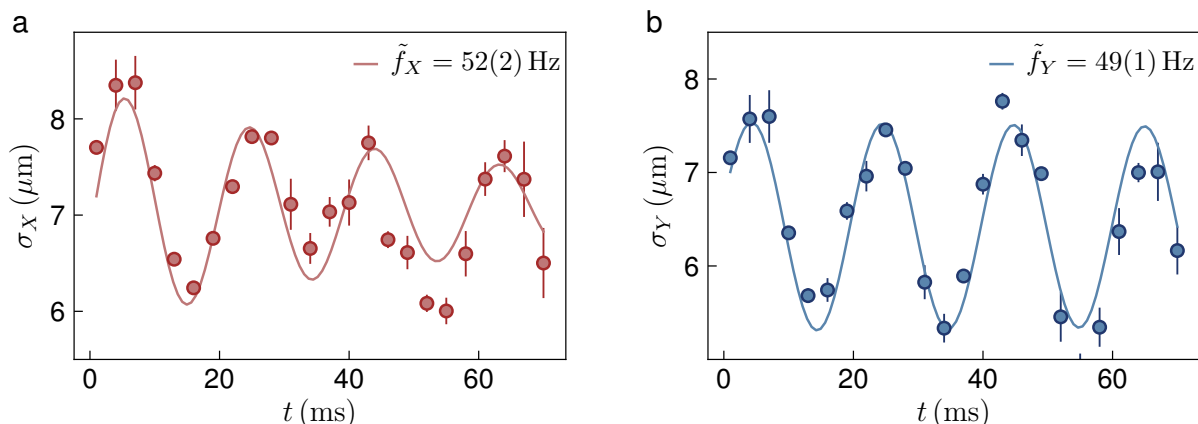 a
f̃_X = 52(2) Hz
8
7
6
σ_X (μm)
0 20 40 60
t (ms)
b
f̃_Y = 49(1) Hz
8
7
6
σ_Y (μm)
0 20 40 60
t (ms)